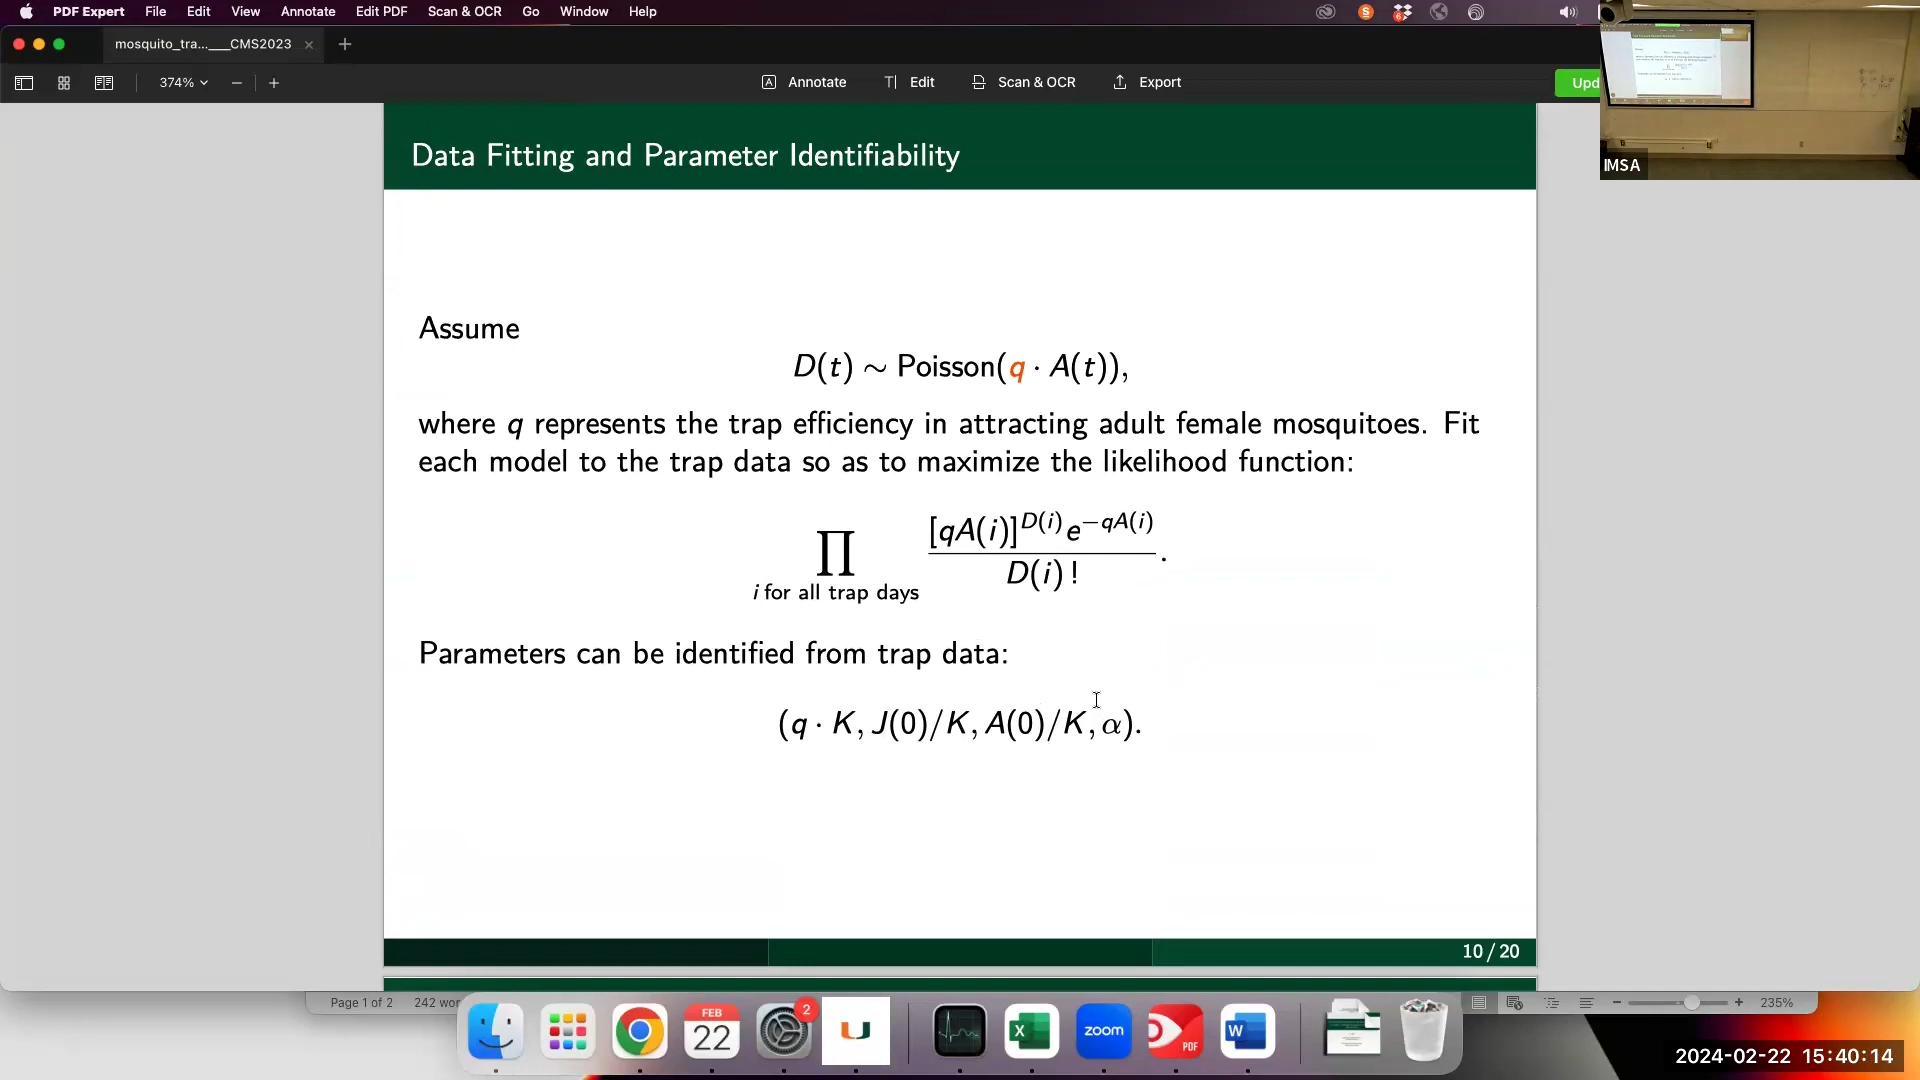 PDF Expert File Edit View Annotate Edit PDF Scan & OCR Go Window Help
mosquito_tra...___CMS2023
374%
Annotate Edit Scan & OCR Export
Upd
IMSA
Data Fitting and Parameter Identifiability
Assume
D(t) ∼ Poisson(q · A(t)),
where q represents the trap efficiency in attracting adult female mosquitoes. Fit
each model to the trap data so as to maximize the likelihood function:
∏ i for all trap days [qA(i)]^{D(i)} e^{−qA(i)} / D(i)! .
Parameters can be identified from trap data:
(q · K, J(0)/K, A(0)/K, α).
10 / 20
Page 1 of 2 242 wor
235%
FEB
22
2
U
X
zoom
PDF
W
2024-02-22 15:40:14